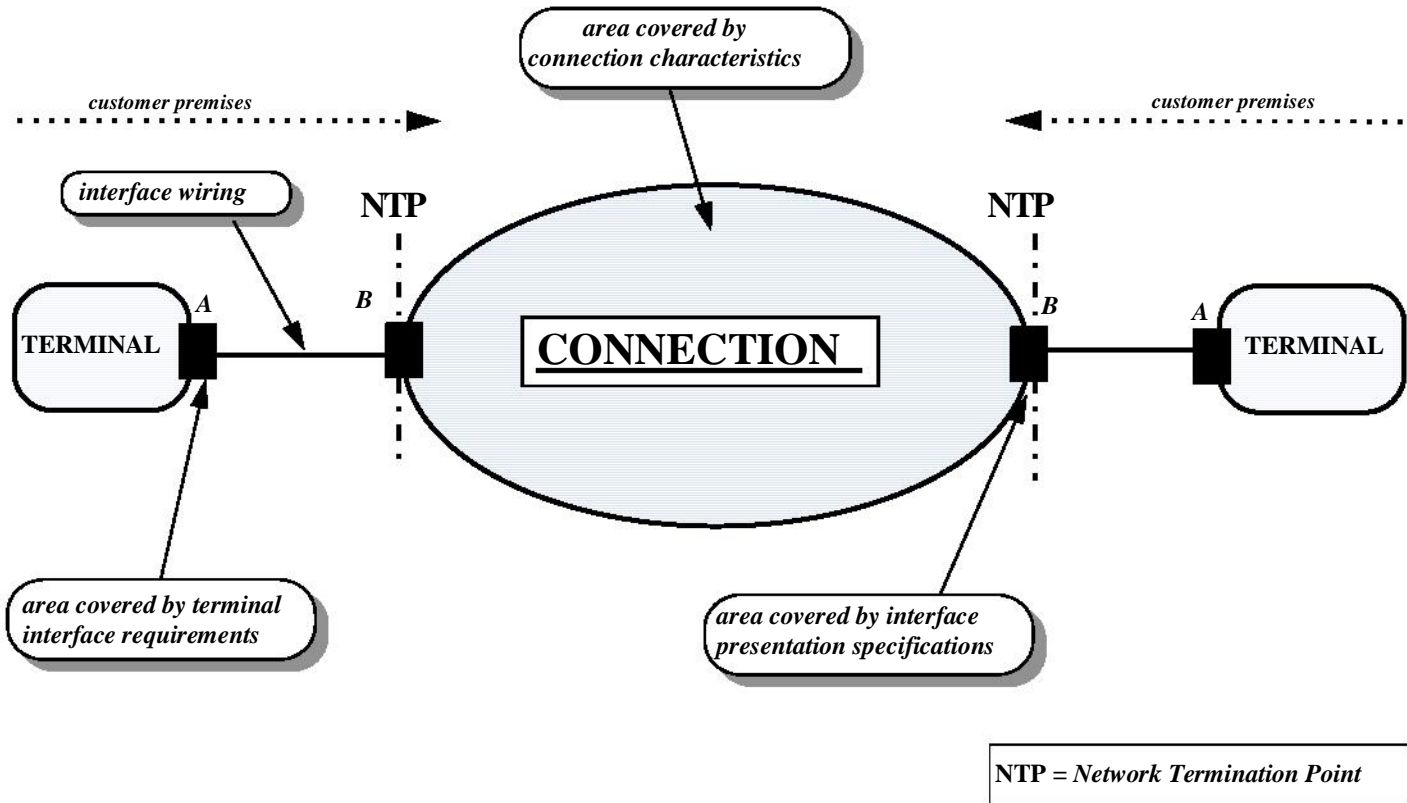 area covered by
connection characteristics
customer premises
customer premises
interface wiring
NTP
NTP
A
B
B
A
TERMINAL
CONNECTION
TERMINAL
area covered by terminal
interface requirements
area covered by interface
presentation specifications
NTP = Network Termination Point